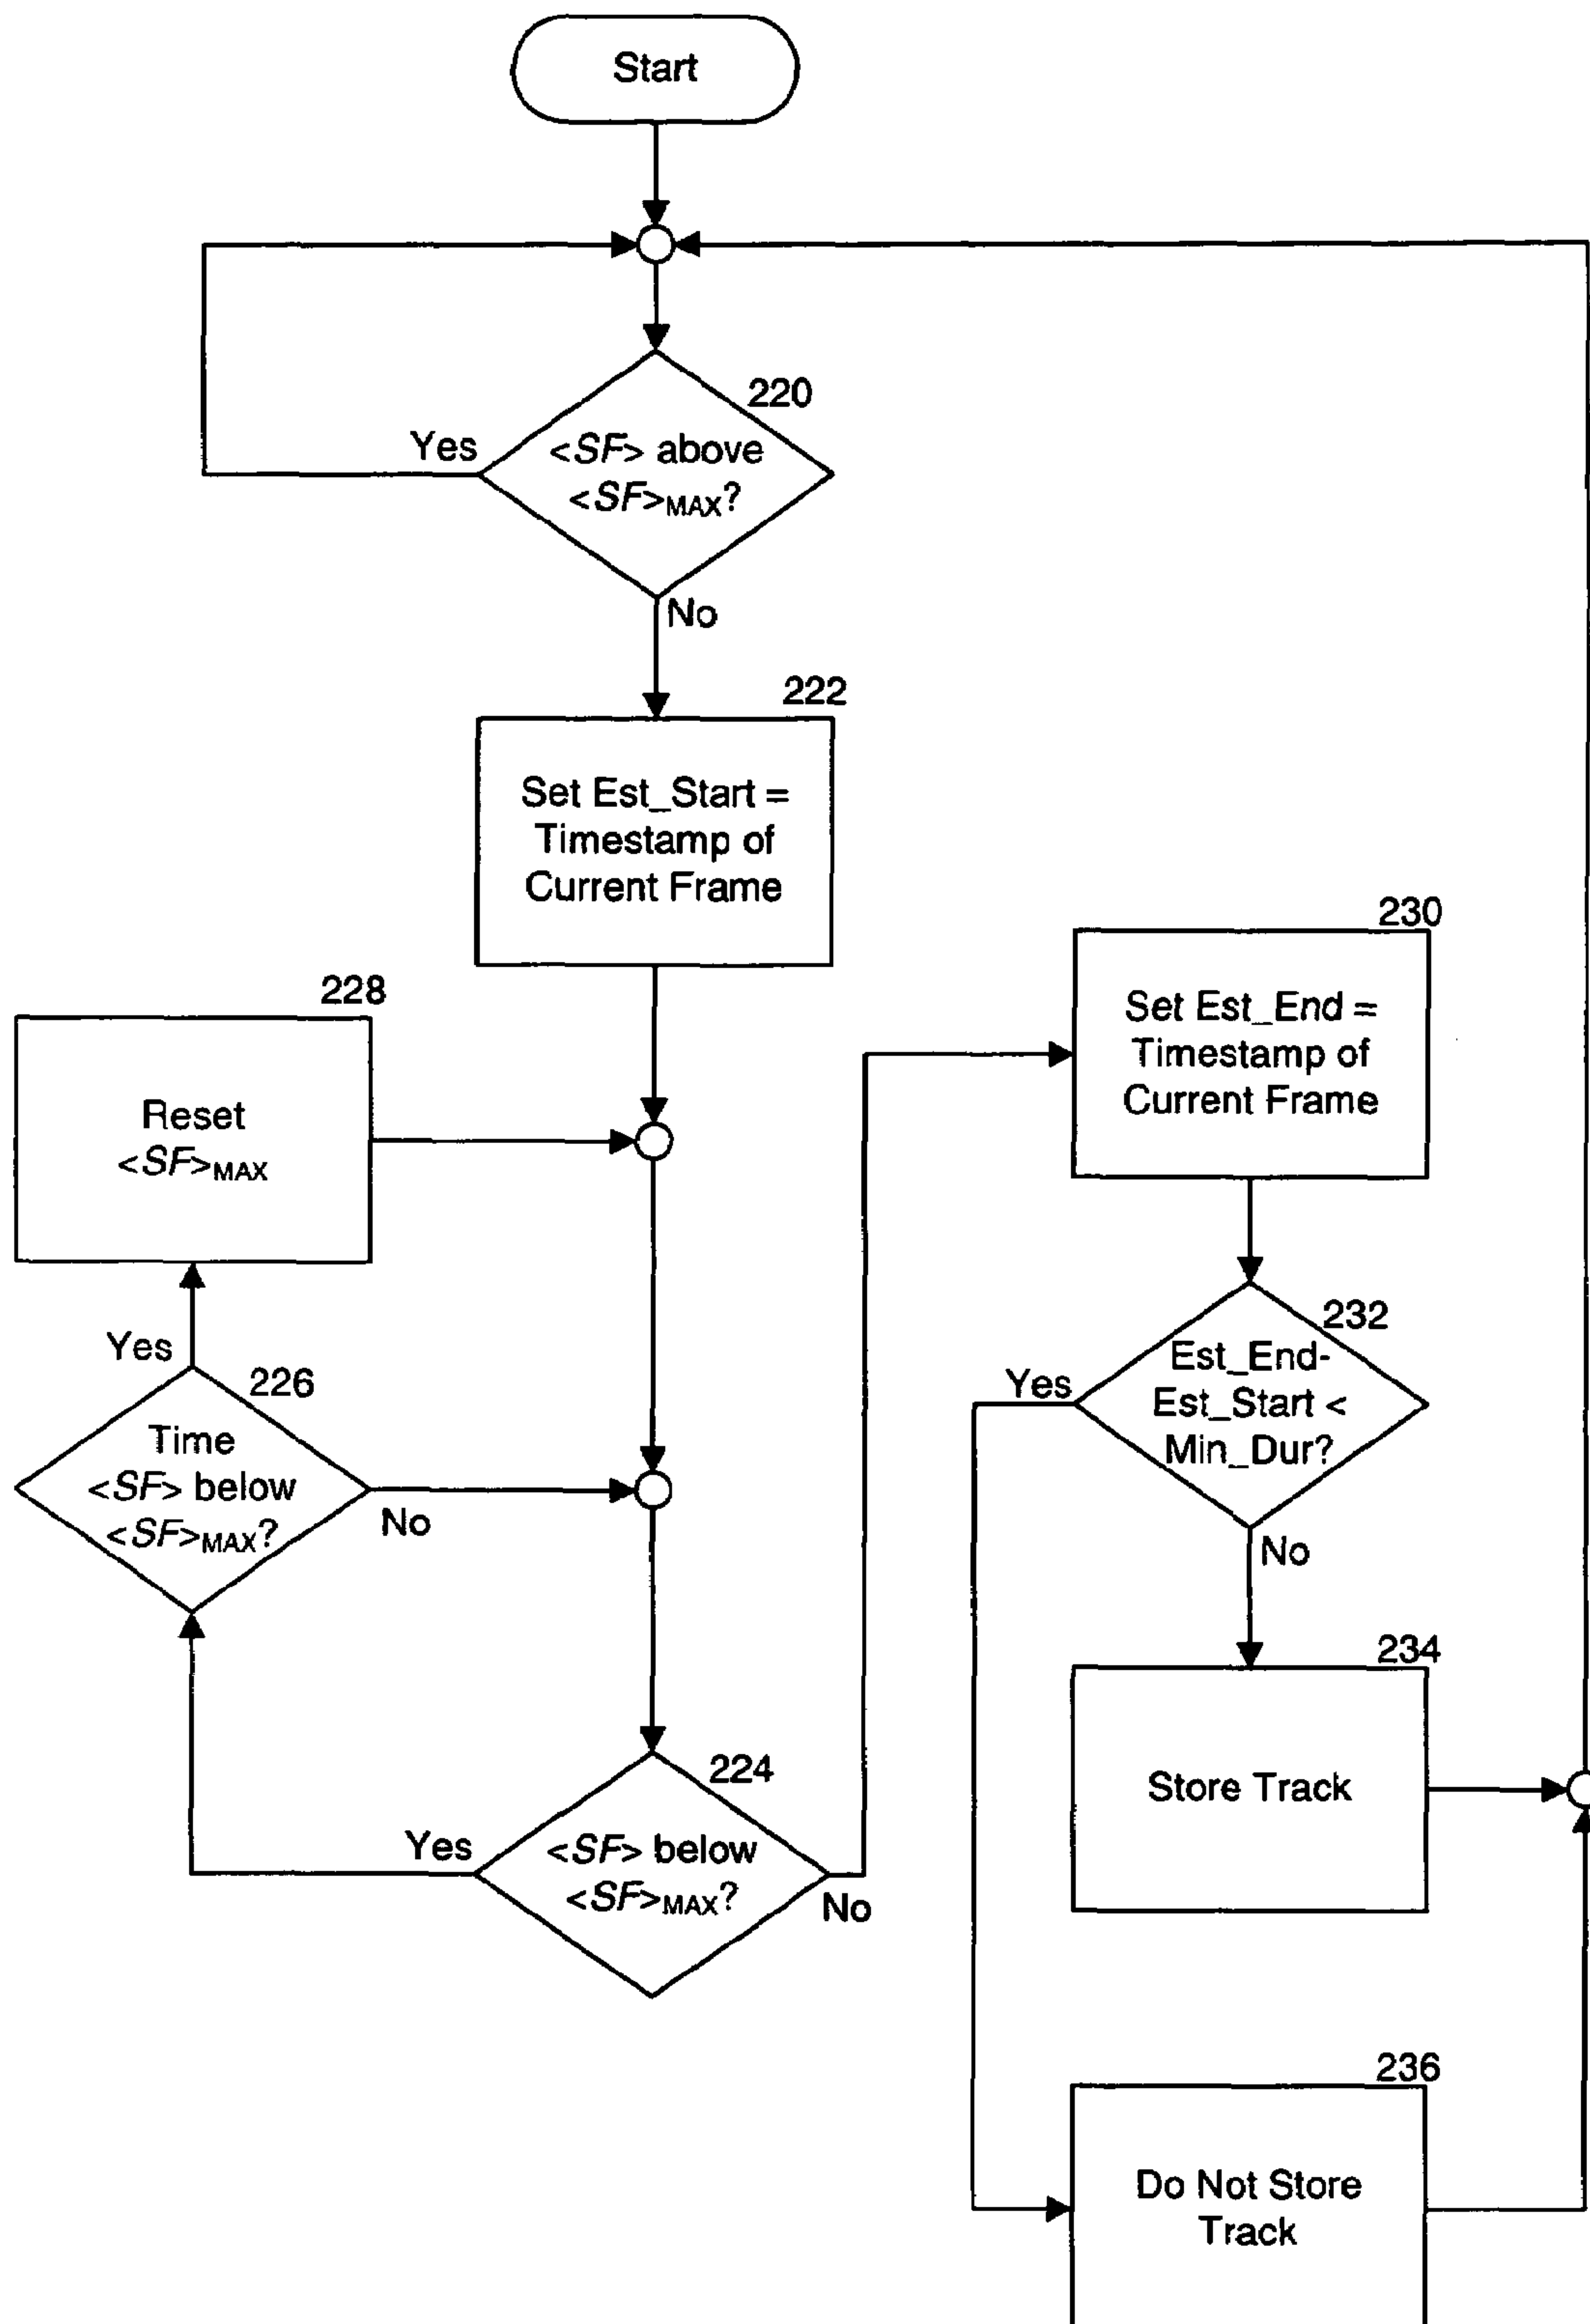 Start
220
Yes
<SF> above
<SF>MAX?
No
222
Set Est_Start =
Timestamp of
Current Frame
228
Reset
<SF>MAX
Yes
226
Time
<SF> below
<SF>MAX?
No
224
Yes
<SF> below
<SF>MAX?
No
230
Set Est_End =
Timestamp of
Current Frame
232
Yes
Est_End-
Est_Start <
Min_Dur?
No
234
Store Track
236
Do Not Store
Track